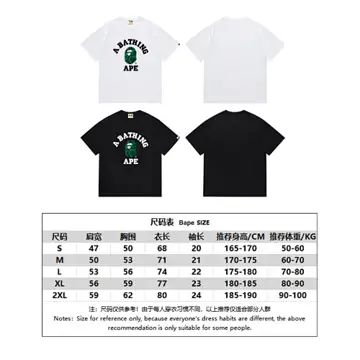 A BATHING
APE
A BATHING
APE
尺码表 Bape SIZE
尺码 肩宽 胸围 衣长 袖长 推荐身高/CM 推荐体重/KG
S 47 50 68 20 165-170 50-60
M 50 53 71 21 170-175 60-70
L 53 56 74 22 175-180 70-80
XL 56 59 77 23 180-185 80-90
2XL 59 62 80 24 185-190 90-100
温馨提示:尺码仅供参考:由于每人穿衣习惯不同,以上推荐仅适合部分人群
Notes: Size for reference only, because everyone's dress habits are different, the above
recommendation is only suitable for some people.